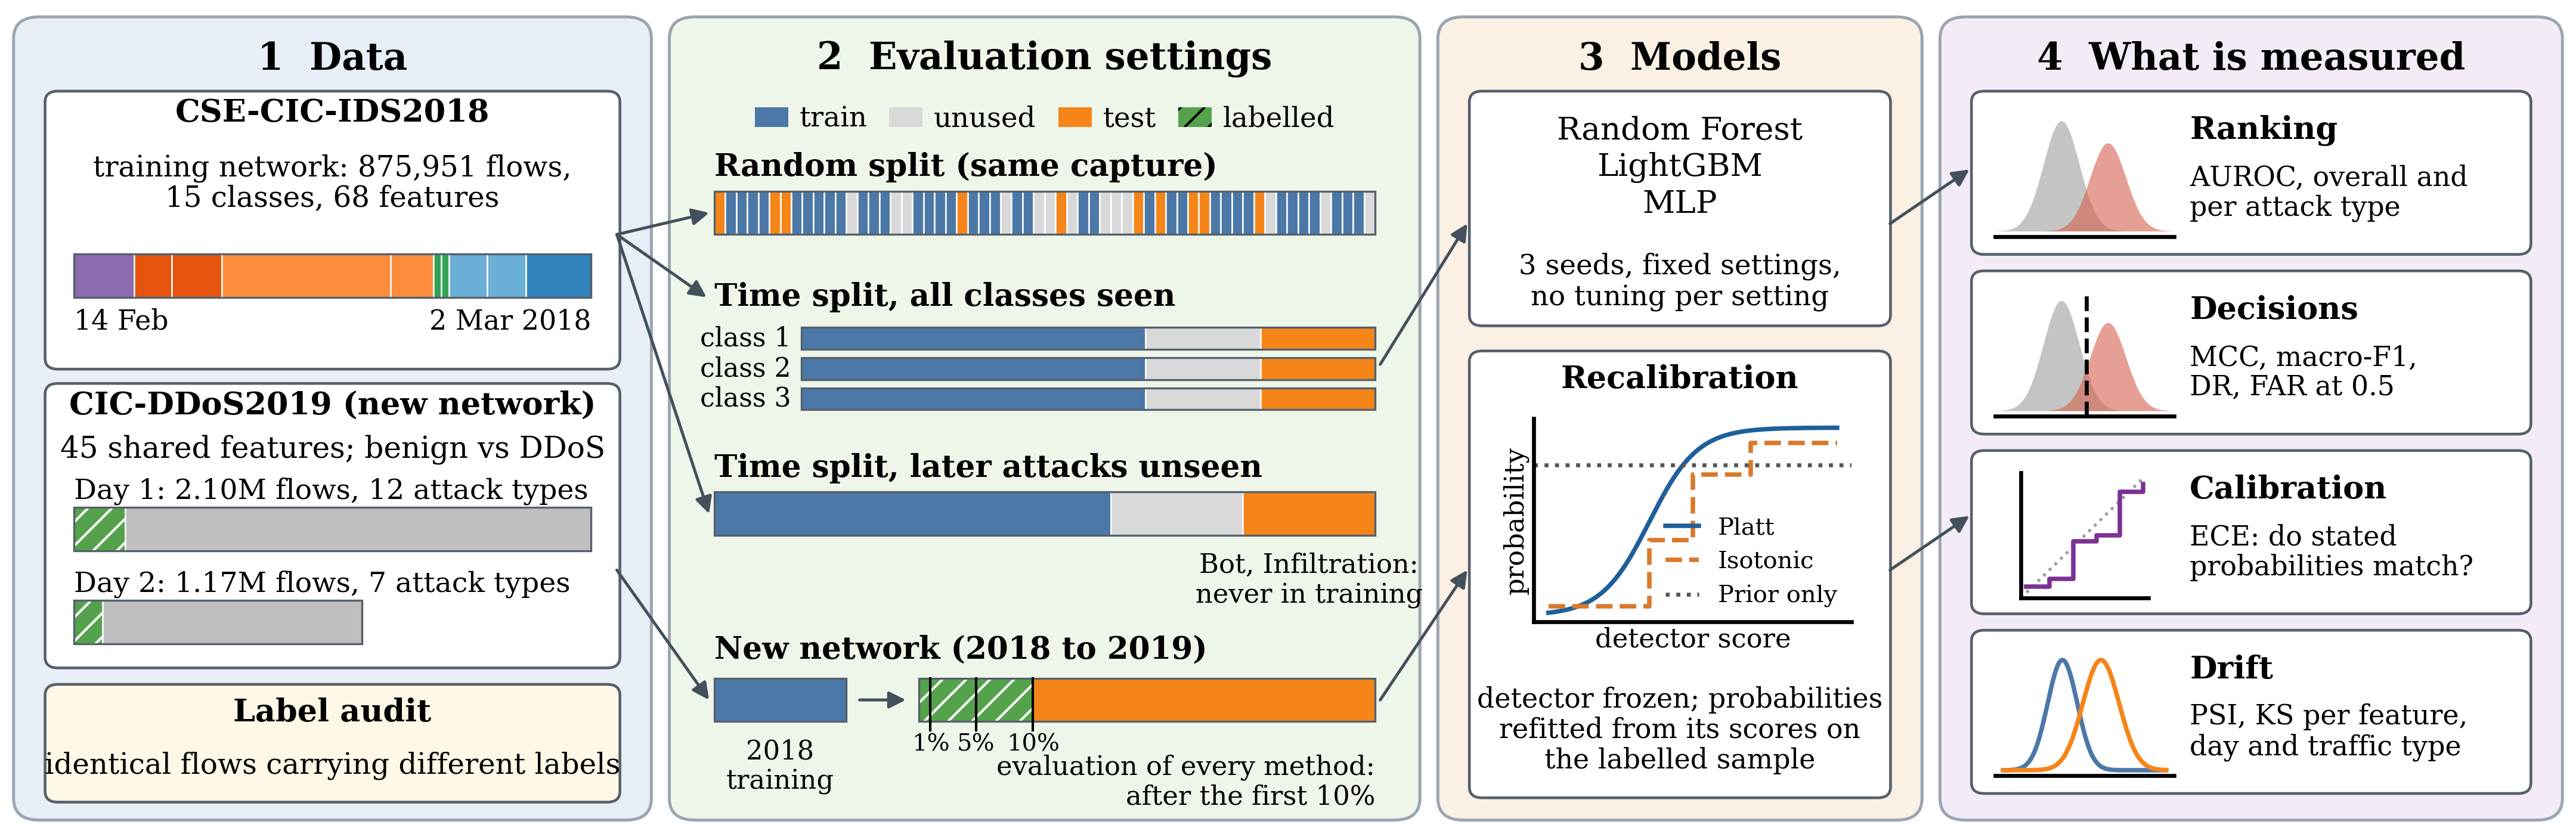 1 Data
CSE-CIC-IDS2018
training network: 875,951 flows,
15 classes, 68 features
14 Feb
2 Mar 2018
CIC-DDoS2019 (new network)
45 shared features; benign vs DDoS
Day 1: 2.10M flows, 12 attack types
Day 2: 1.17M flows, 7 attack types
Label audit
identical flows carrying different labels
2 Evaluation settings
train
unused
test
labelled
Random split (same capture)
Time split, all classes seen
class 1
class 2
class 3
Time split, later attacks unseen
Bot, Infiltration:
never in training
New network (2018 to 2019)
2018
training
1% 5% 10%
evaluation of every method:
after the first 10%
3 Models
Random Forest
LightGBM
MLP
3 seeds, fixed settings,
no tuning per setting
Recalibration
probability
Platt
Isotonic
Prior only
detector score
detector frozen; probabilities
refitted from its scores on
the labelled sample
4 What is measured
Ranking
AUROC, overall and
per attack type
Decisions
MCC, macro-F1,
DR, FAR at 0.5
Calibration
ECE: do stated
probabilities match?
Drift
PSI, KS per feature,
day and traffic type